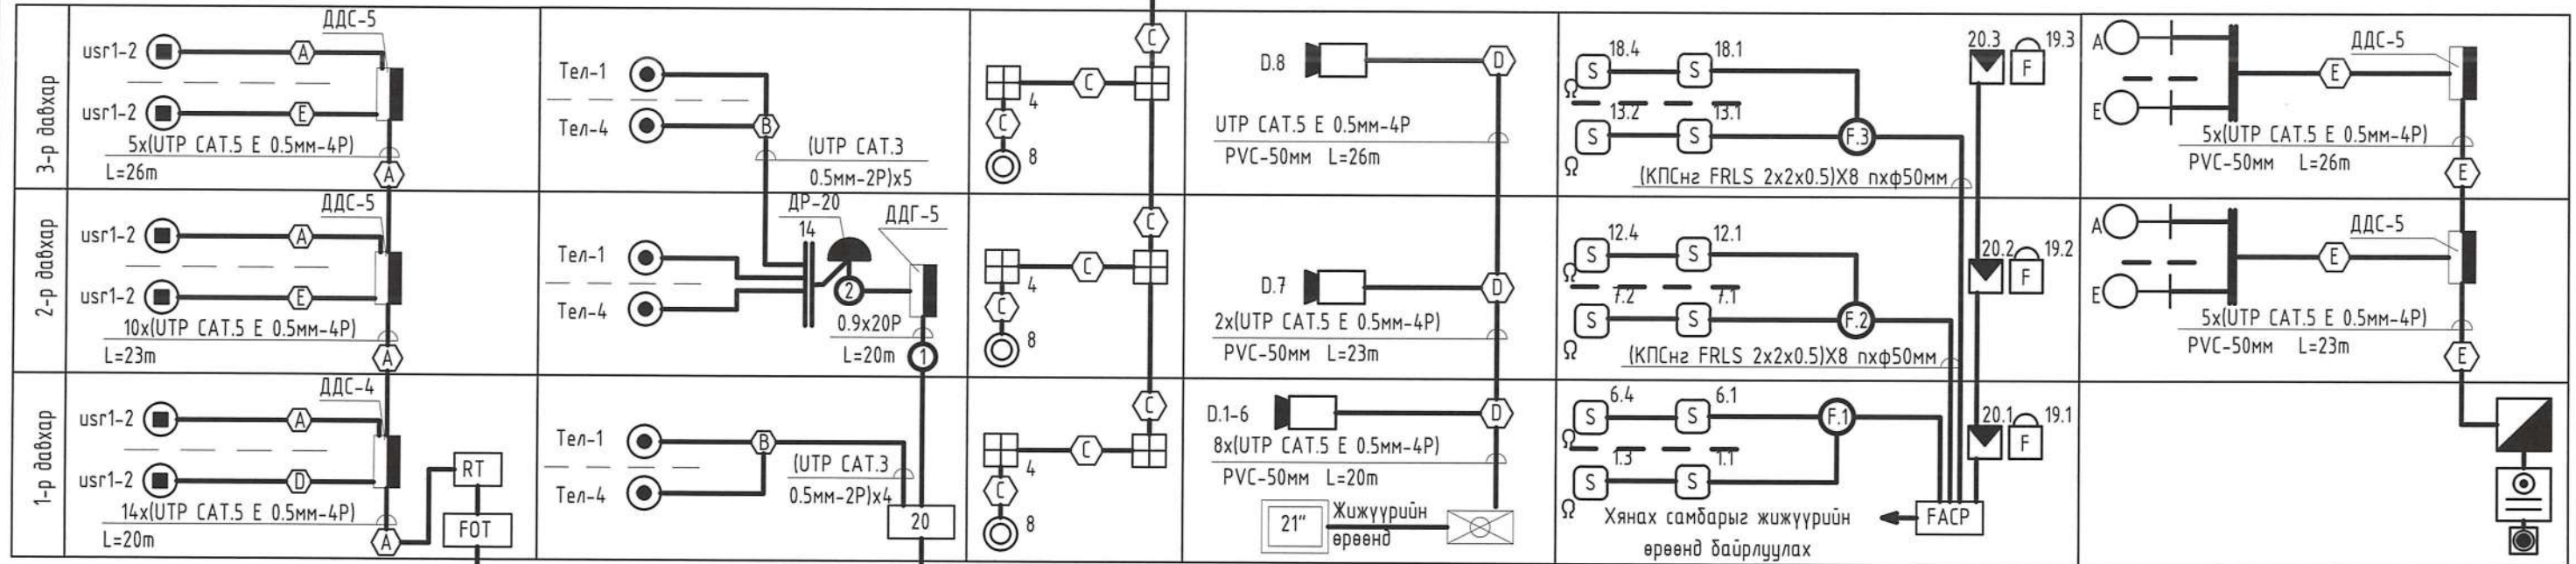 3-р давхар
ДДС-5
usr1-2
A
usr1-2
E
5x(UTP CAT.5 E 0.5мм-4P)
L=26m
A
Тел-1
Тел-4
B
(UTP CAT.3
0.5мм-2P)x5
C
C
4
C
8
D.8
D
UTP CAT.5 E 0.5мм-4P
PVC-50мм L=26m
18.4
18.1
S
S
Ω
13.2
13.1
S
S
Ω
F.3
(КПСнг FRLS 2x2x0.5)X8 пхф50мм
20.3
19.3
F
A
E
E
ДДС-5
5x(UTP CAT.5 E 0.5мм-4P)
PVC-50мм L=26m
E
2-р давхар
ДДС-5
usr1-2
A
usr1-2
E
10x(UTP CAT.5 E 0.5мм-4P)
L=23m
A
Тел-1
Тел-4
14
ДР-20
ДДГ-5
2
0.9x20P
L=20m
1
C
C
4
C
8
D.7
D
2x(UTP CAT.5 E 0.5мм-4P)
PVC-50мм L=23m
12.4
12.1
S
S
Ω
7.2
7.1
S
S
Ω
F.2
(КПСнг FRLS 2x2x0.5)X8 пхф50мм
20.2
19.2
F
A
E
E
ДДС-5
5x(UTP CAT.5 E 0.5мм-4P)
PVC-50мм L=23m
E
1-р давхар
ДДС-4
usr1-2
A
usr1-2
D
14x(UTP CAT.5 E 0.5мм-4P)
L=20m
A
RT
FOT
Тел-1
Тел-4
B
(UTP CAT.3
0.5мм-2P)x4
20
C
C
4
C
8
D.1-6
D
8x(UTP CAT.5 E 0.5мм-4P)
PVC-50мм L=20m
21"
Жижүүрийн
өрөөнд
6.4
6.1
S
S
Ω
1.3
1.1
S
S
Ω
F.1
20.1
19.1
F
FACP
Хянах самбарыг жижүүрийн
өрөөнд байрлуулах